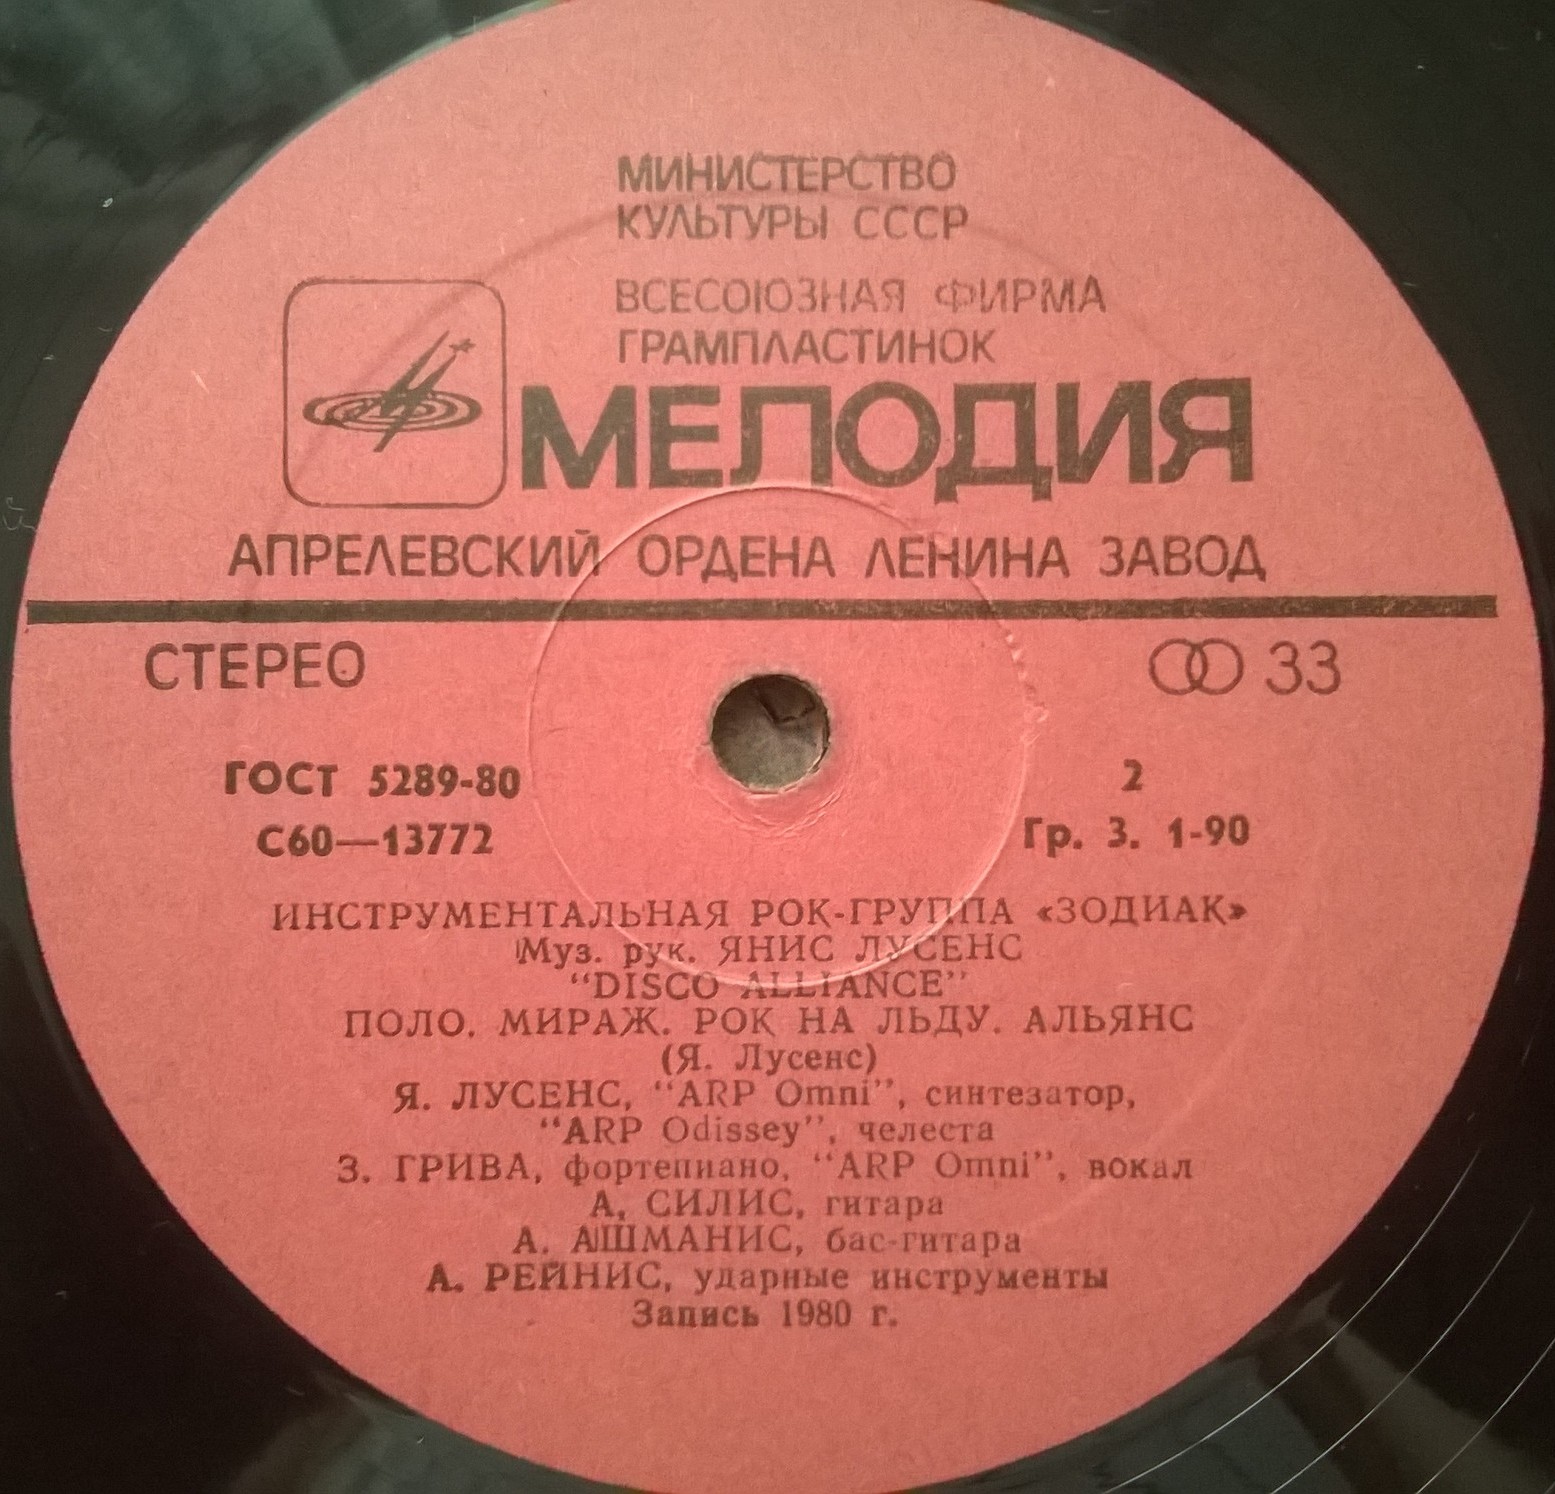 МИНИСТЕРСТВО
КУЛЬТУРЫ СССР
ВСЕСОЮЗНАЯ ФИРМА
ГРАМПЛАСТИНОК
МЕЛОДИЯ
АПРЕЛЕВСКИЙ ОРДЕНА ЛЕНИНА ЗАВОД
СТЕРЕО 33
ГОСТ 5289-80 2
С60—13772 Гр. 3. 1-90
ИНСТРУМЕНТАЛЬНАЯ РОК-ГРУППА «ЗОДИАК»
Муз. рук. ЯНИС ЛУСЕНС
“DISCO ALLIANCE”
ПОЛО. МИРАЖ. РОК НА ЛЬДУ. АЛЬЯНС
(Я. Лусенс)
Я. ЛУСЕНС, “ARP Omni”, синтезатор,
“ARP Odissey”, челеста
З. ГРИВА, фортепиано, “ARP Omni”, вокал
А. СИЛИС, гитара
А. АШМАНИС, бас-гитара
А. РЕЙНИС, ударные инструменты
Запись 1980 г.